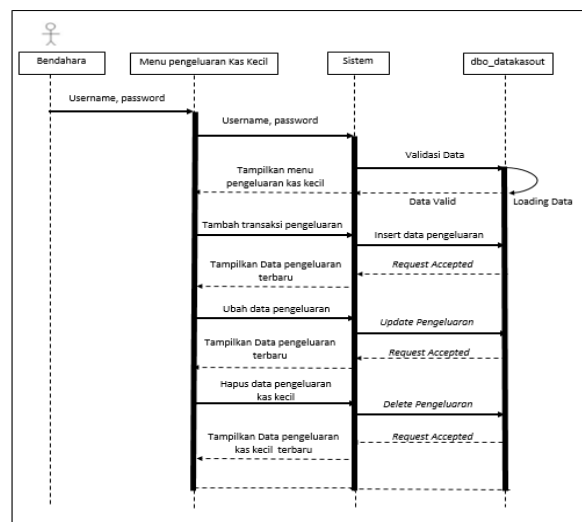 Bendahara
Menu pengeluaran Kas Kecil
Sistem
dbo_datakasout
Username, password
Username, password
Validasi Data
Tampilkan menu
pengeluaran kas kecil
Data Valid
Loading Data
Tambah transaksi pengeluaran
Insert data pengeluaran
Tampilkan Data pengeluaran
terbaru
Request Accepted
Ubah data pengeluaran
Update Pengeluaran
Tampilkan Data pengeluaran
terbaru
Request Accepted
Hapus data pengeluaran
kas kecil
Delete Pengeluaran
Tampilkan Data pengeluaran
kas kecil terbaru
Request Accepted